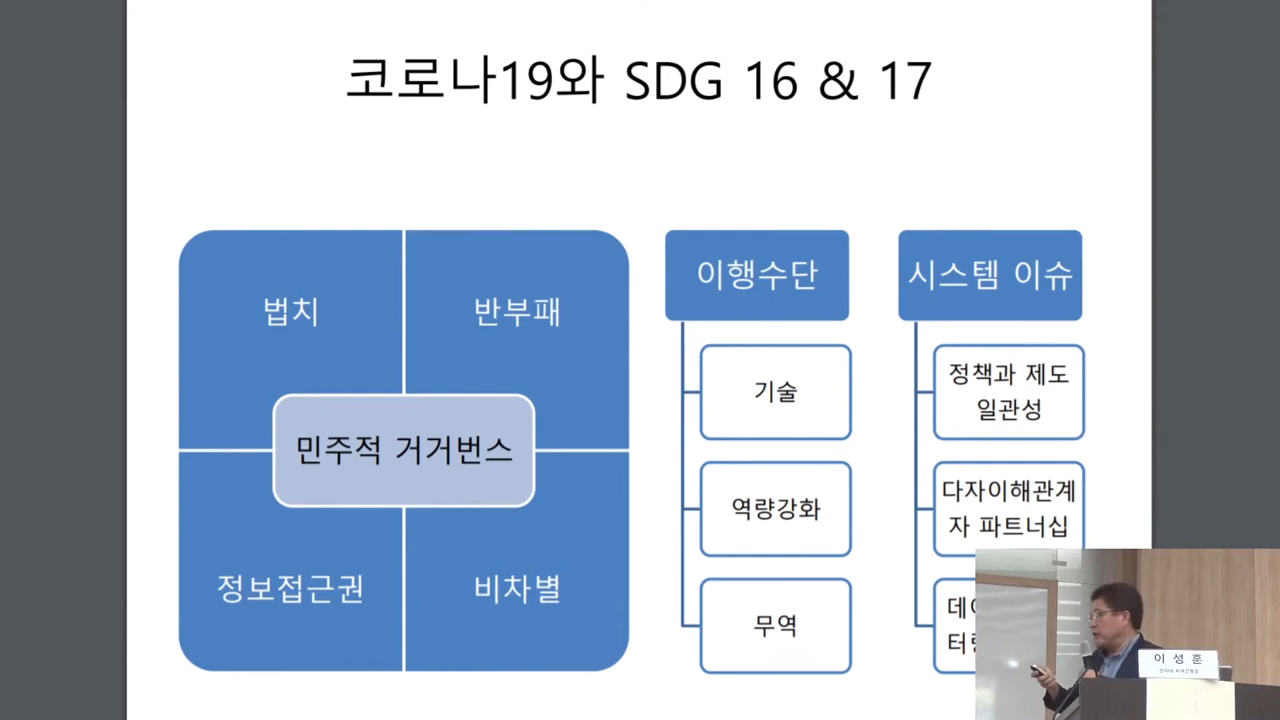 코로나19와 SDG 16 & 17
법치
반부패
민주적 거거번스
정보접근권
비차별
이행수단
기술
역량강화
무역
시스템 이슈
정책과 제도
일관성
다자이해관계
자 파트너십
이 성 훈